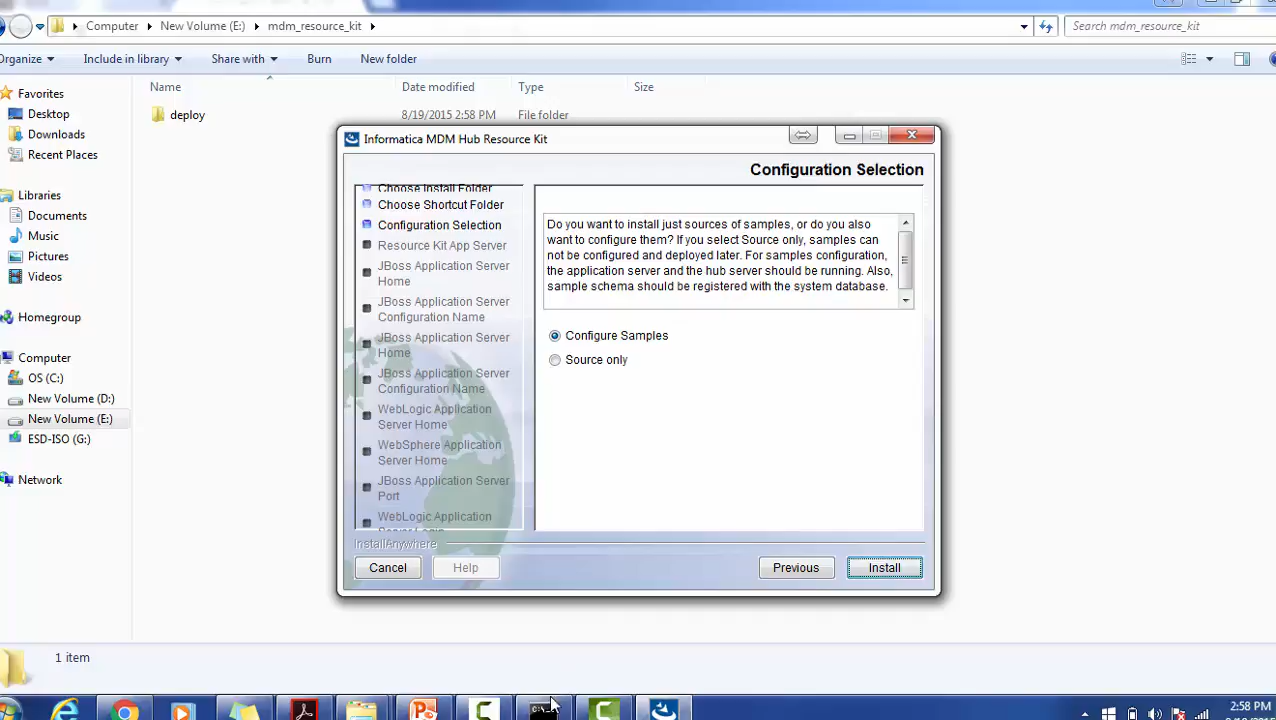 Computer New Volume (E:) mdm_resource_kit
Search mdm_resource_kit
Organize Include in library Share with Burn New folder
Name Date modified Type Size
Favorites
Desktop
Downloads
Recent Places
Libraries
Documents
Music
Pictures
Videos
Homegroup
Computer
OS (C:)
New Volume (D:)
New Volume (E:)
ESD-ISO (G:)
Network
deploy 8/19/2015 2:58 PM File folder
Informatica MDM Hub Resource Kit
Configuration Selection
Choose Install Folder
Choose Shortcut Folder
Configuration Selection
Resource Kit App Server
JBoss Application Server
Home
JBoss Application Server
Configuration Name
JBoss Application Server
Home
JBoss Application Server
Configuration Name
WebLogic Application
Server Home
WebSphere Application
Server Home
JBoss Application Server
Port
WebLogic Application
Server Login
Do you want to install just sources of samples, or do you also
want to configure them? If you select Source only, samples can
not be configured and deployed later. For samples configuration,
the application server and the hub server should be running. Also,
sample schema should be registered with the system database.
Configure Samples
Source only
InstallAnywhere
Cancel Help Previous Install
1 item
C:\.
2:58 PM